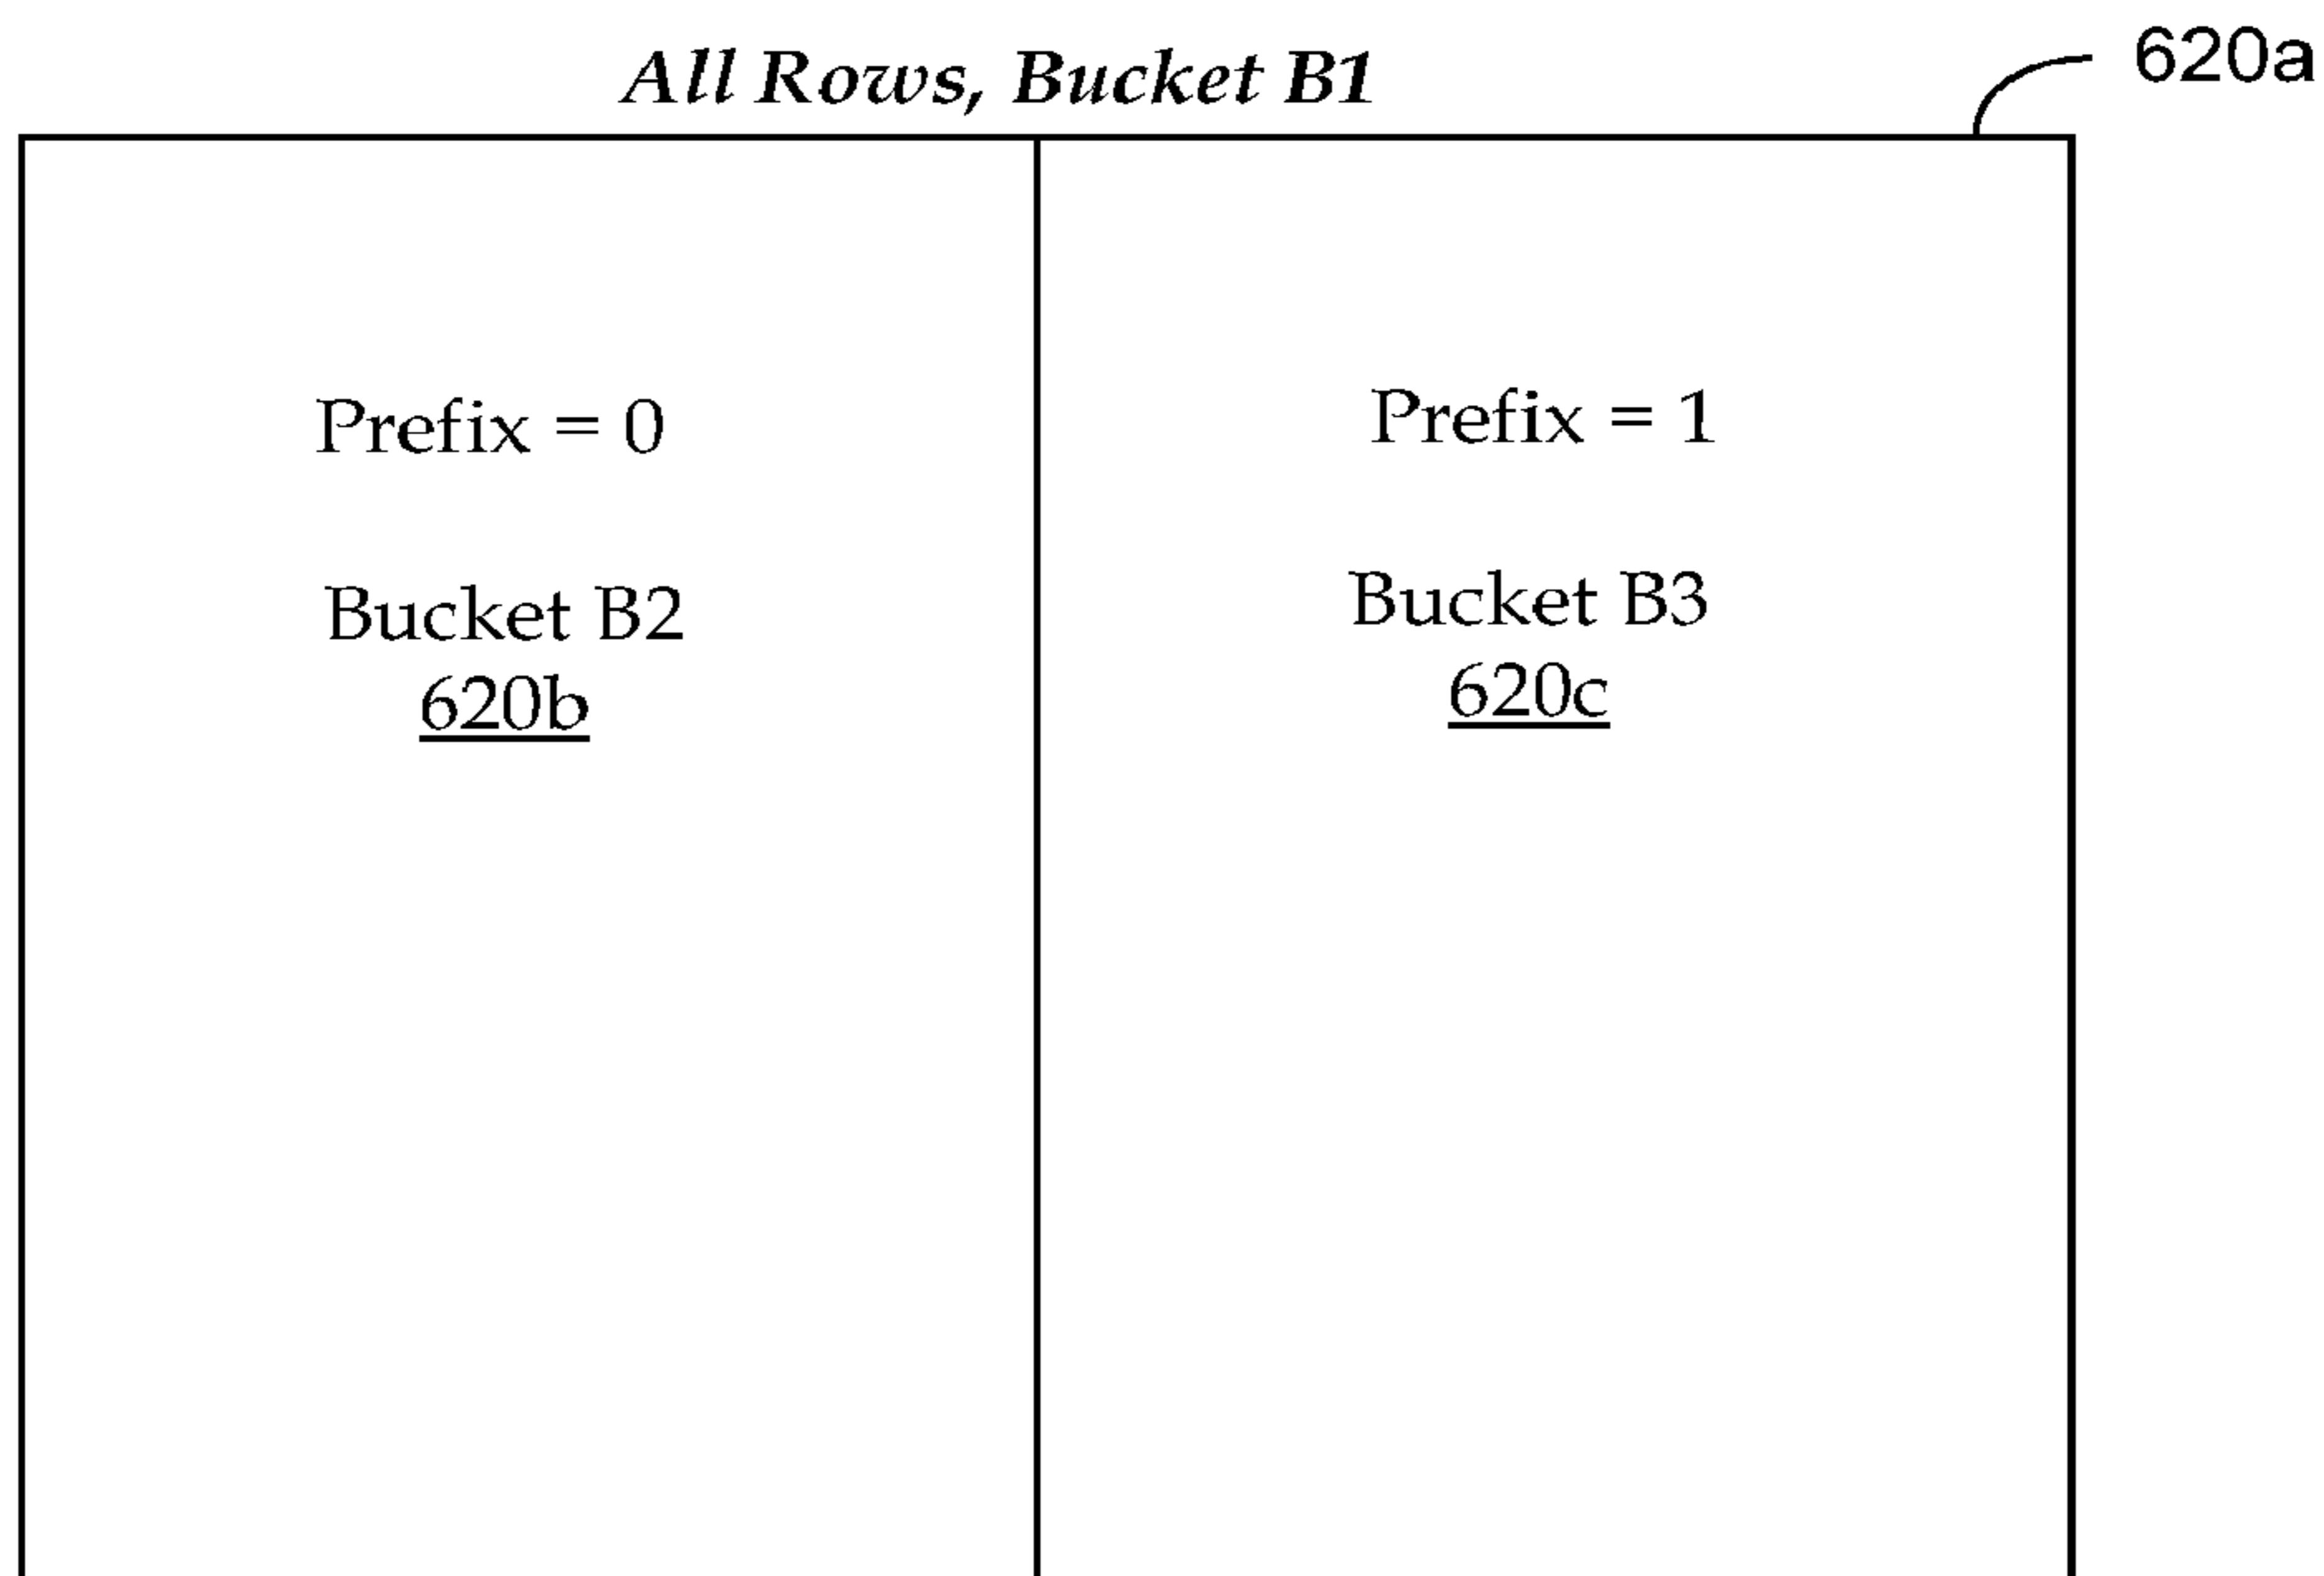 All Rows, Bucket B1
620a
Prefix = 0
Bucket B2
620b
Prefix = 1
Bucket B3
620c